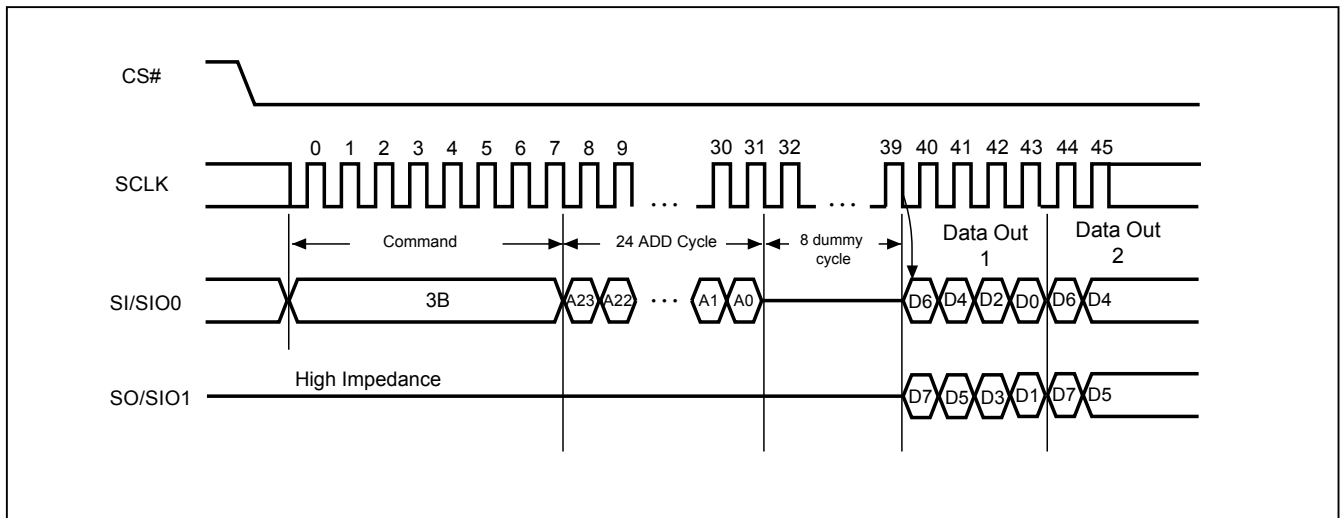 CS#
0 1 2 3 4 5 6 7 8 9 30 31 32 39 40 41 42 43 44 45
SCLK
... ...
Command 24 ADD Cycle 8 dummy cycle Data Out 1 Data Out 2
SI/SIO0 3B A23 A22 ... A1 A0 D6 D4 D2 D0 D6 D4
High Impedance
SO/SIO1 D7 D5 D3 D1 D7 D5